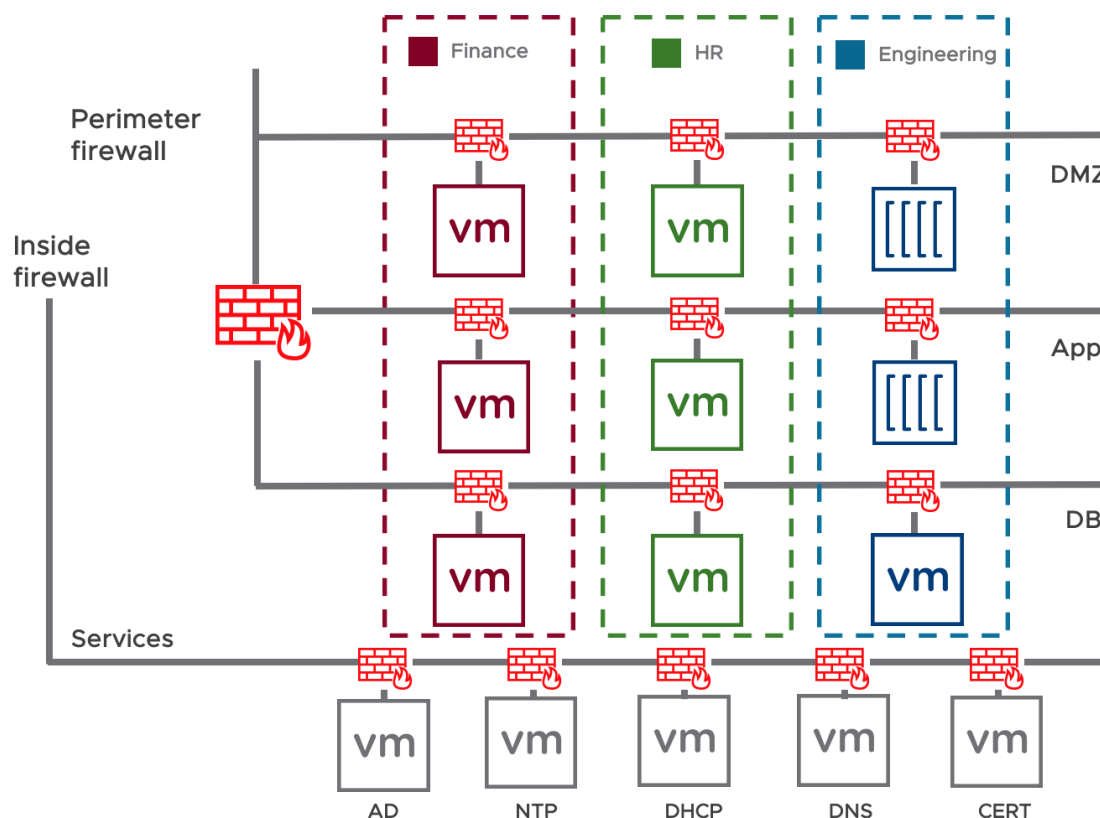 Finance
HR
Engineering
Perimeter
firewall
DMZ
vm
vm
Inside
firewall
App
vm
vm
DB
vm
vm
vm
Services
vm
vm
vm
vm
vm
AD
NTP
DHCP
DNS
CERT